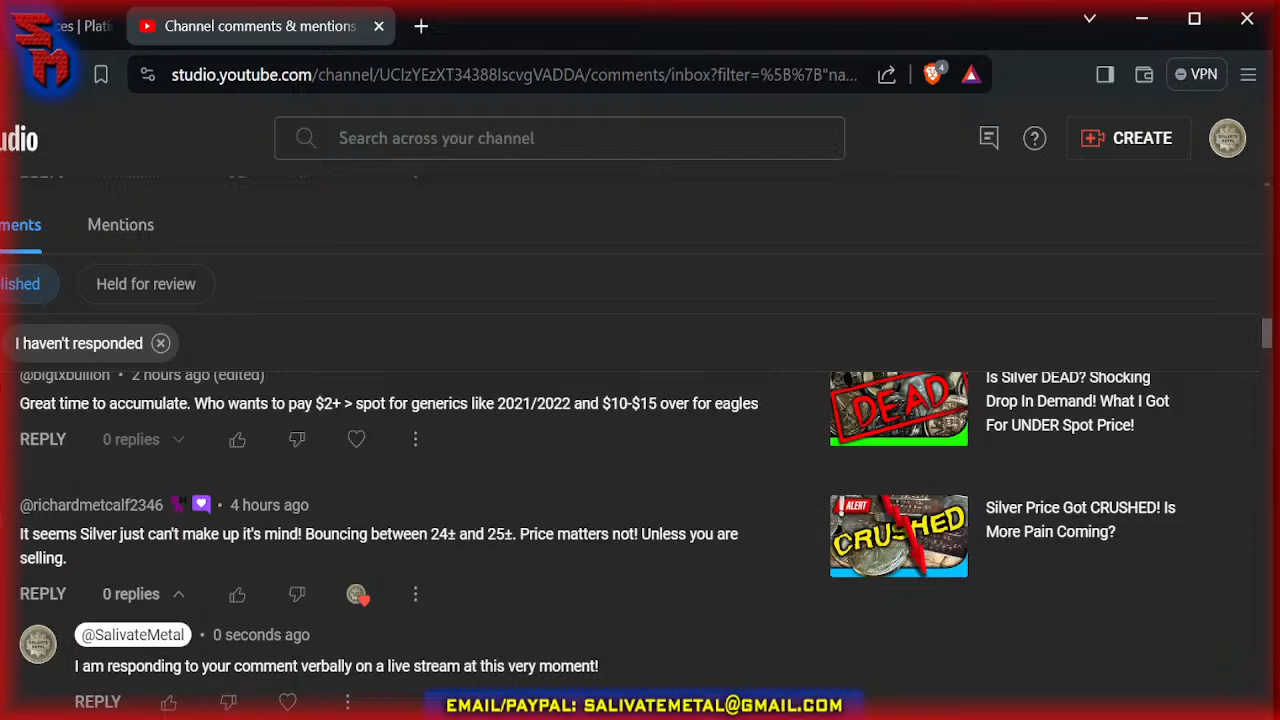 SM
ces | Plati
Channel comments & mentions
studio.youtube.com/channel/UCIzYEzXT34388IscvgVADDA/comments/inbox?filter=%5B%7B"na...
4
VPN
udio
Search across your channel
CREATE
ments
Mentions
lished
Held for review
I haven't responded
@bigtxbullion • 2 hours ago (edited)
Great time to accumulate. Who wants to pay $2+ > spot for generics like 2021/2022 and $10-$15 over for eagles
REPLY 0 replies
DEAD
Is Silver DEAD? Shocking
Drop In Demand! What I Got
For UNDER Spot Price!
@richardmetcalf2346 • 4 hours ago
It seems Silver just can't make up it's mind! Bouncing between 24± and 25±. Price matters not! Unless you are
selling.
REPLY 0 replies
ALERT
CRUSHED
Silver Price Got CRUSHED! Is
More Pain Coming?
@SalivateMetal • 0 seconds ago
I am responding to your comment verbally on a live stream at this very moment!
REPLY
EMAIL/PAYPAL: SALIVATEMETAL@GMAIL.COM